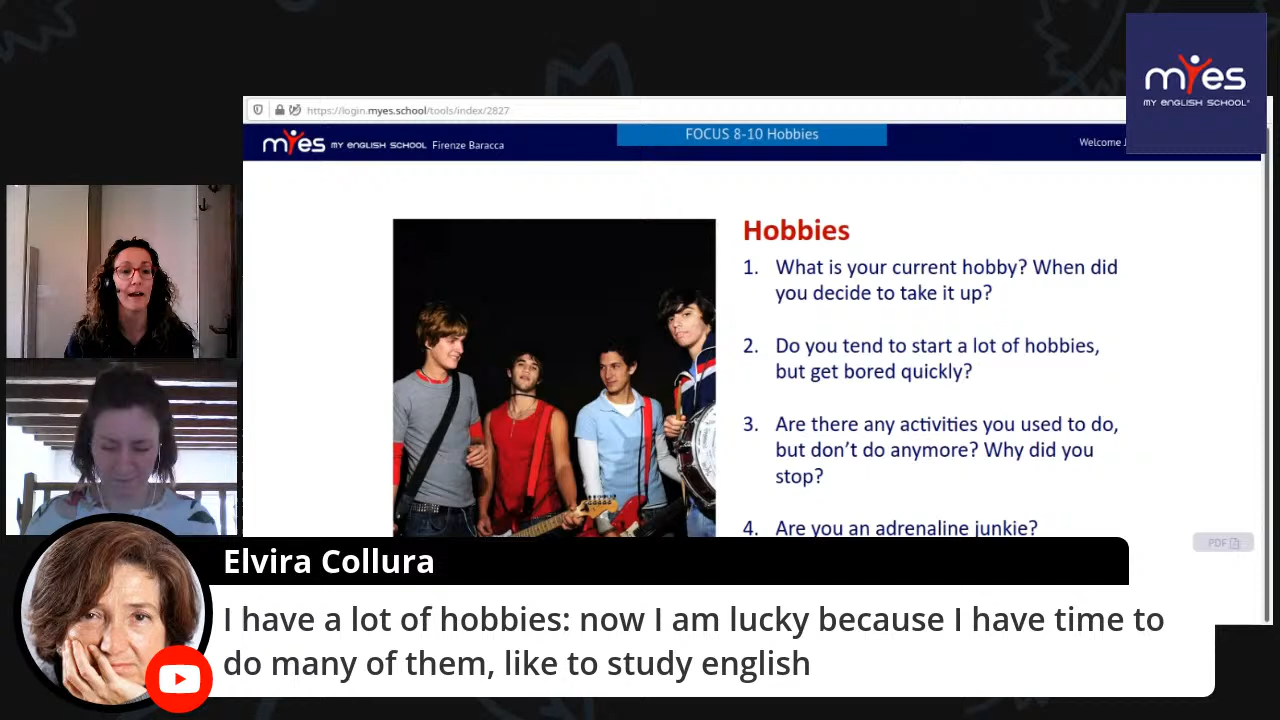 myes
MY ENGLISH SCHOOL®
https://login.myes.school/tools/index/2827
myes MY ENGLISH SCHOOL Firenze Baracca
FOCUS 8-10 Hobbies
Welcome J
Hobbies
1. What is your current hobby? When did
you decide to take it up?
2. Do you tend to start a lot of hobbies,
but get bored quickly?
3. Are there any activities you used to do,
but don't do anymore? Why did you
stop?
4. Are you an adrenaline junkie?
PDF
Elvira Collura
I have a lot of hobbies: now I am lucky because I have time to
do many of them, like to study english